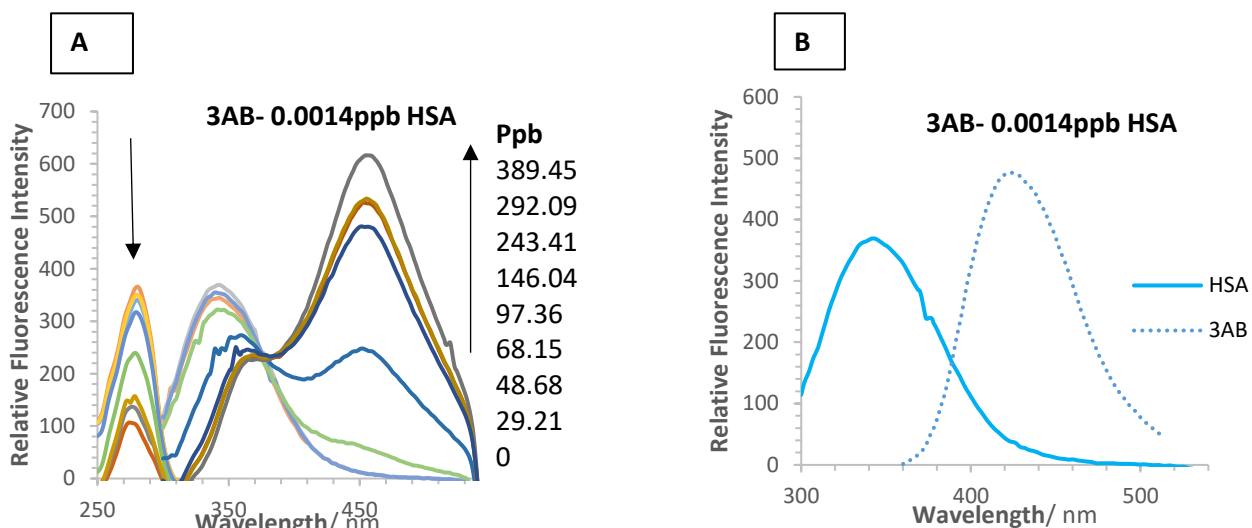 A
3AB- 0.0014ppb HSA
Relative Fluorescence Intensity
700
600
500
400
300
200
100
0
250
350
450
Wavelength/ nm
Ppb
389.45
292.09
243.41
146.04
97.36
68.15
48.68
29.21
0
B
3AB- 0.0014ppb HSA
Relative Fluorescence Intensity
600
500
400
300
200
100
0
300
400
500
Wavelength/ nm
HSA
3AB